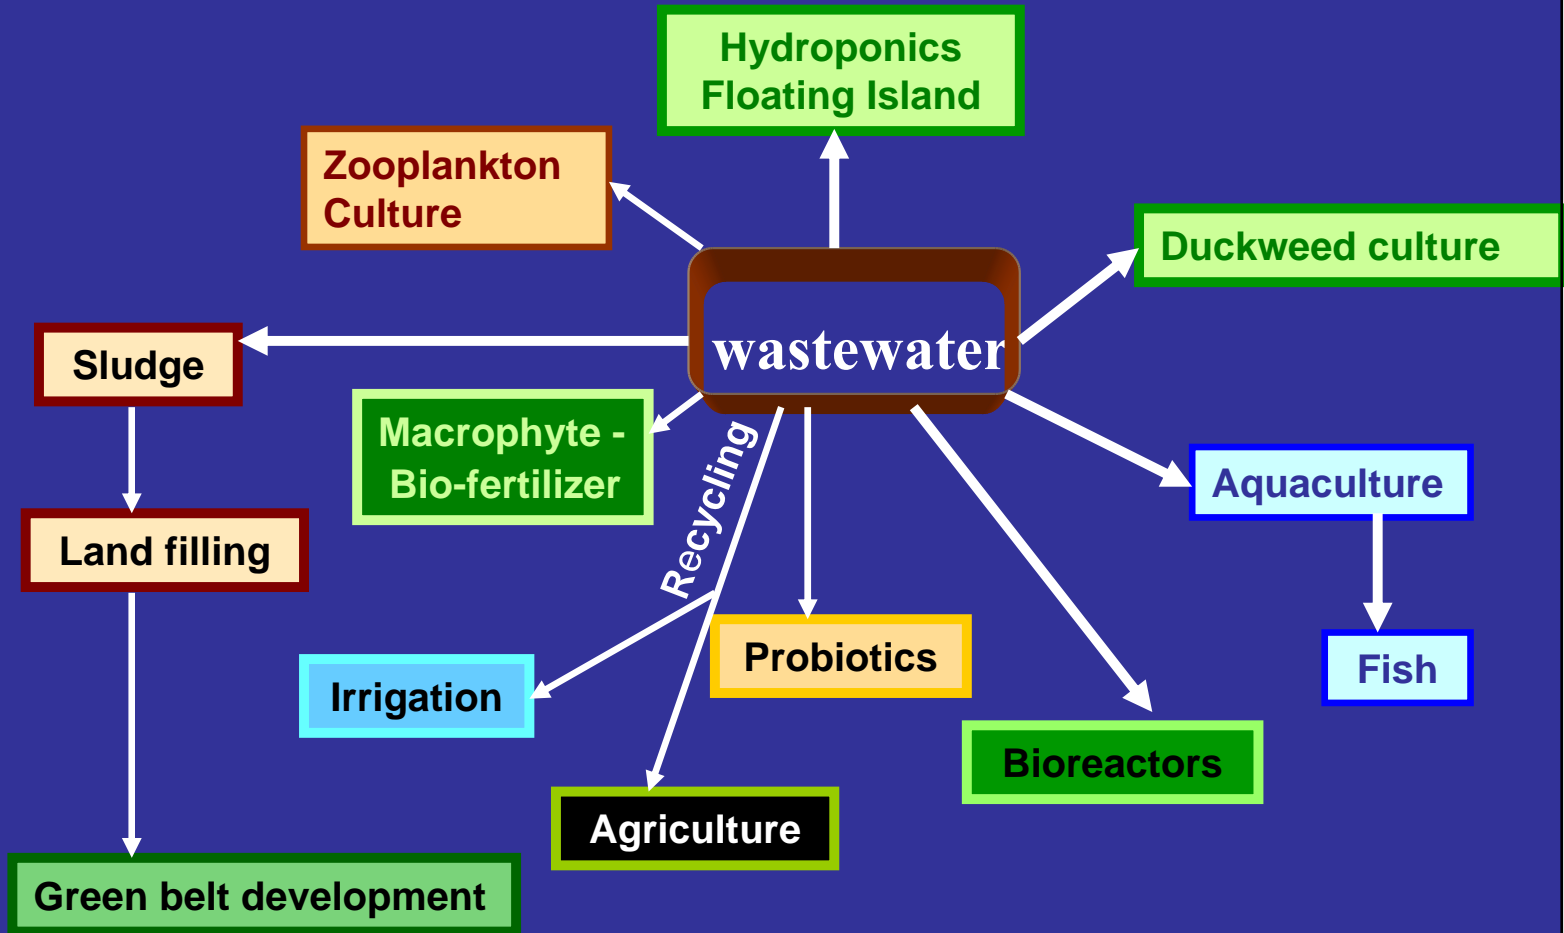 Hydroponics
Floating Island
Zooplankton
Culture
Duckweed culture
wastewater
Sludge
Macrophyte -
Bio-fertilizer
Recycling
Aquaculture
Land filling
Probiotics
Fish
Irrigation
Bioreactors
Agriculture
Green belt development